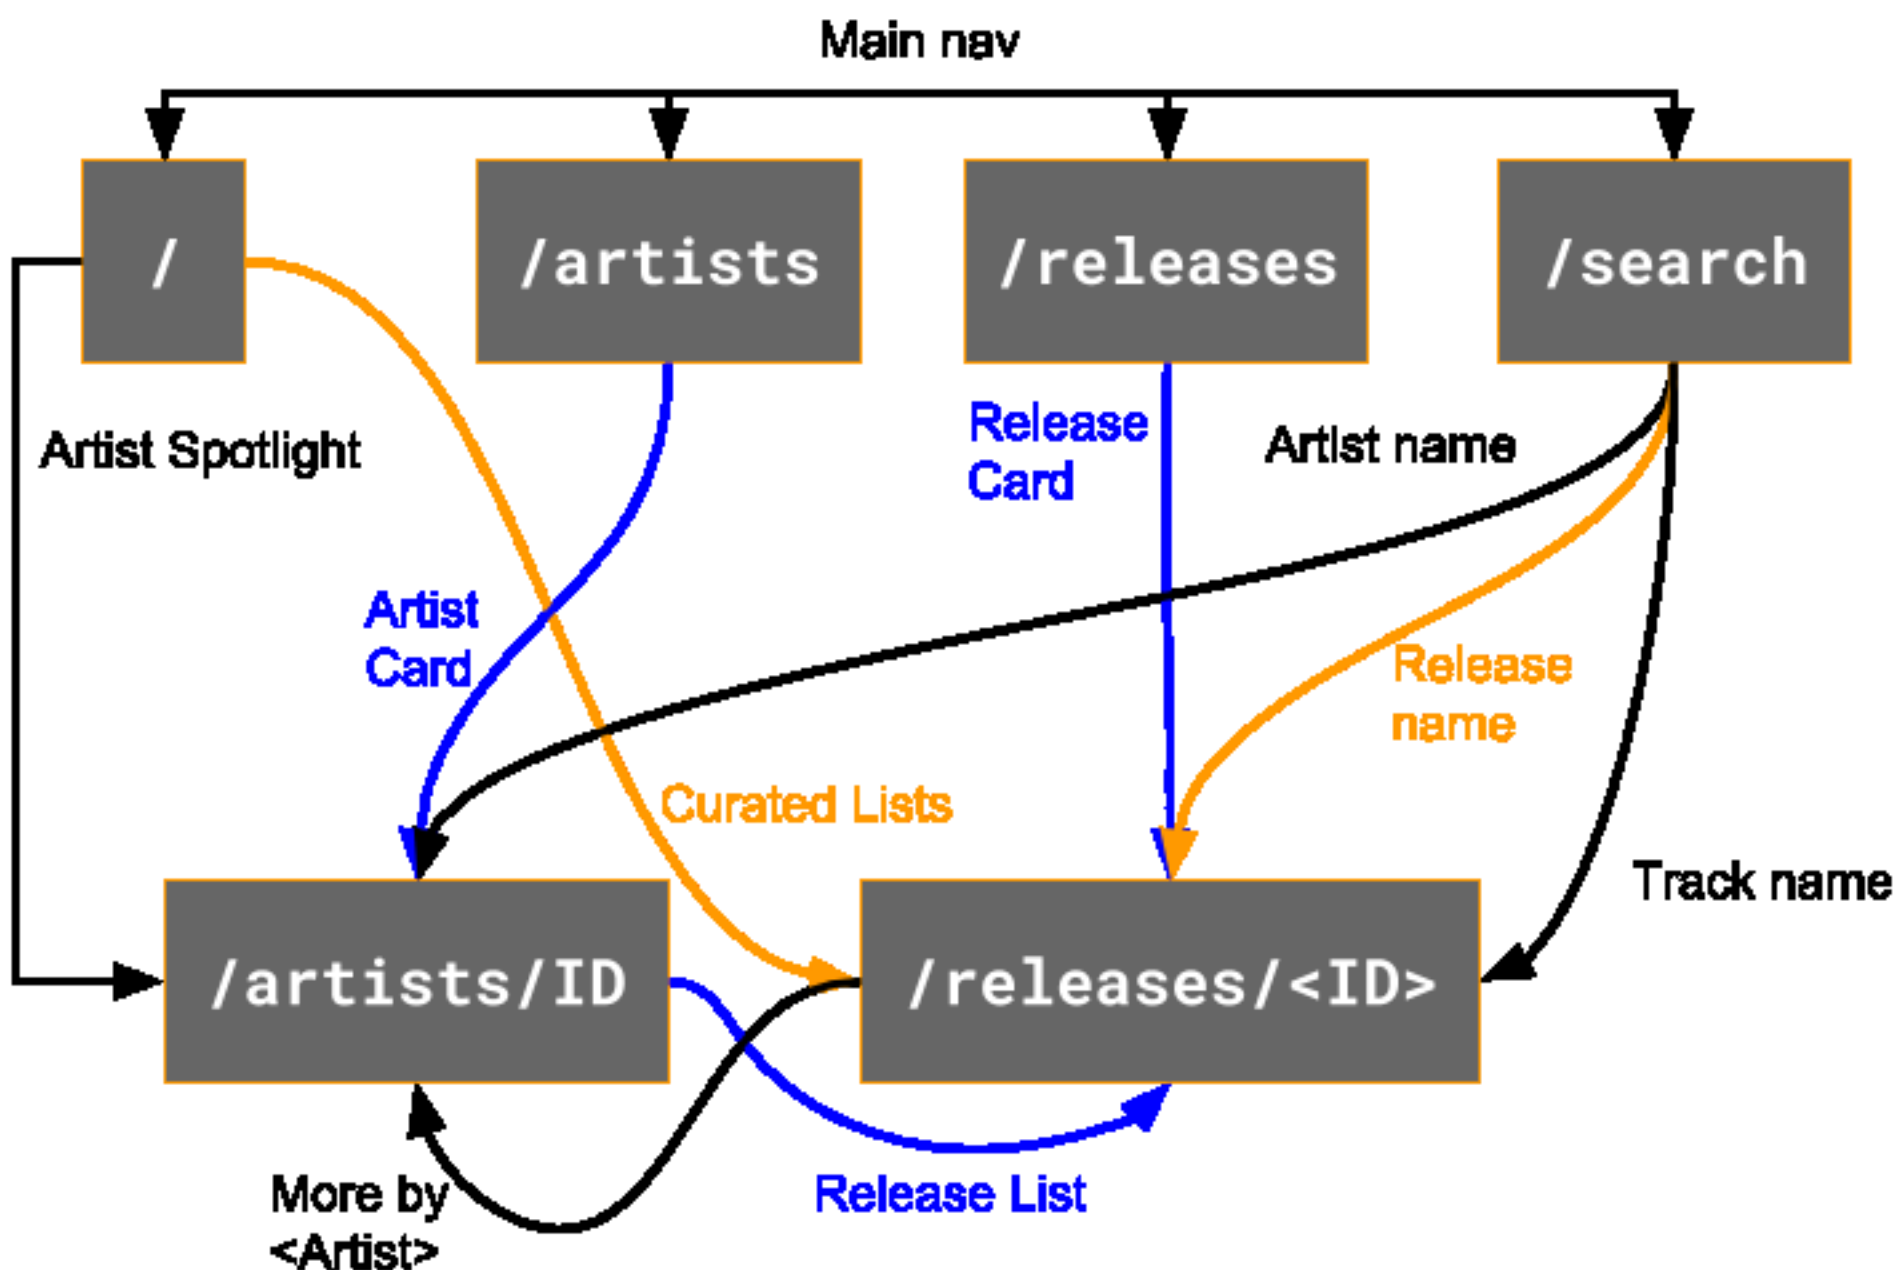 Main nav
/
/artists
/releases
/search
Artist Spotlight
Release
Card
Artist name
Artist
Card
Release
name
Curated Lists
Track name
/artists/ID
/releases/<ID>
More by
<Artist>
Release List